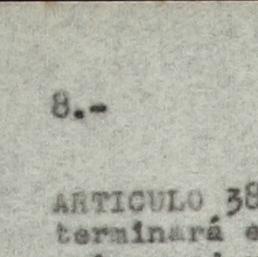 8.-
ARTICULO 38
terminará e